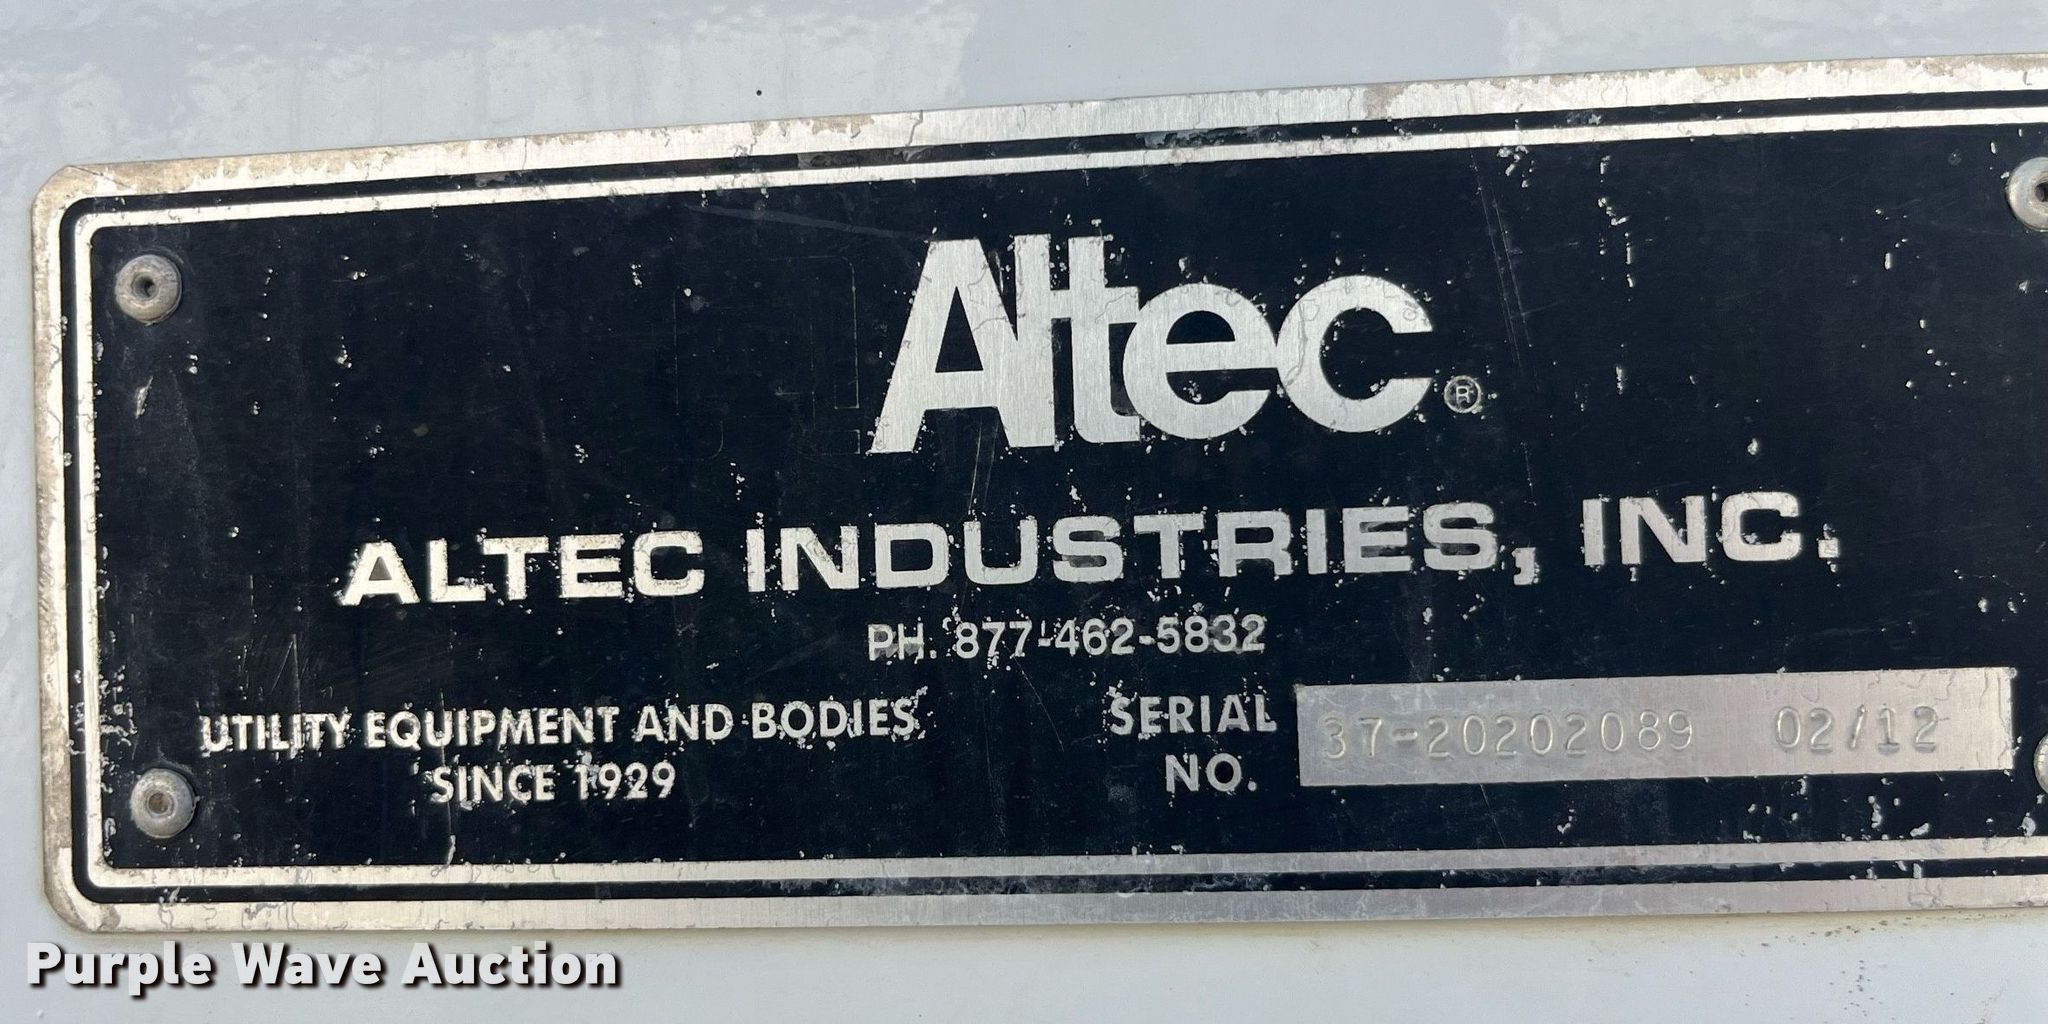 Altec®
ALTEC INDUSTRIES, INC.
PH. 877-462-5832
UTILITY EQUIPMENT AND BODIES
SINCE 1929
SERIAL
NO.
37-20202089 02/12
Purple Wave Auction